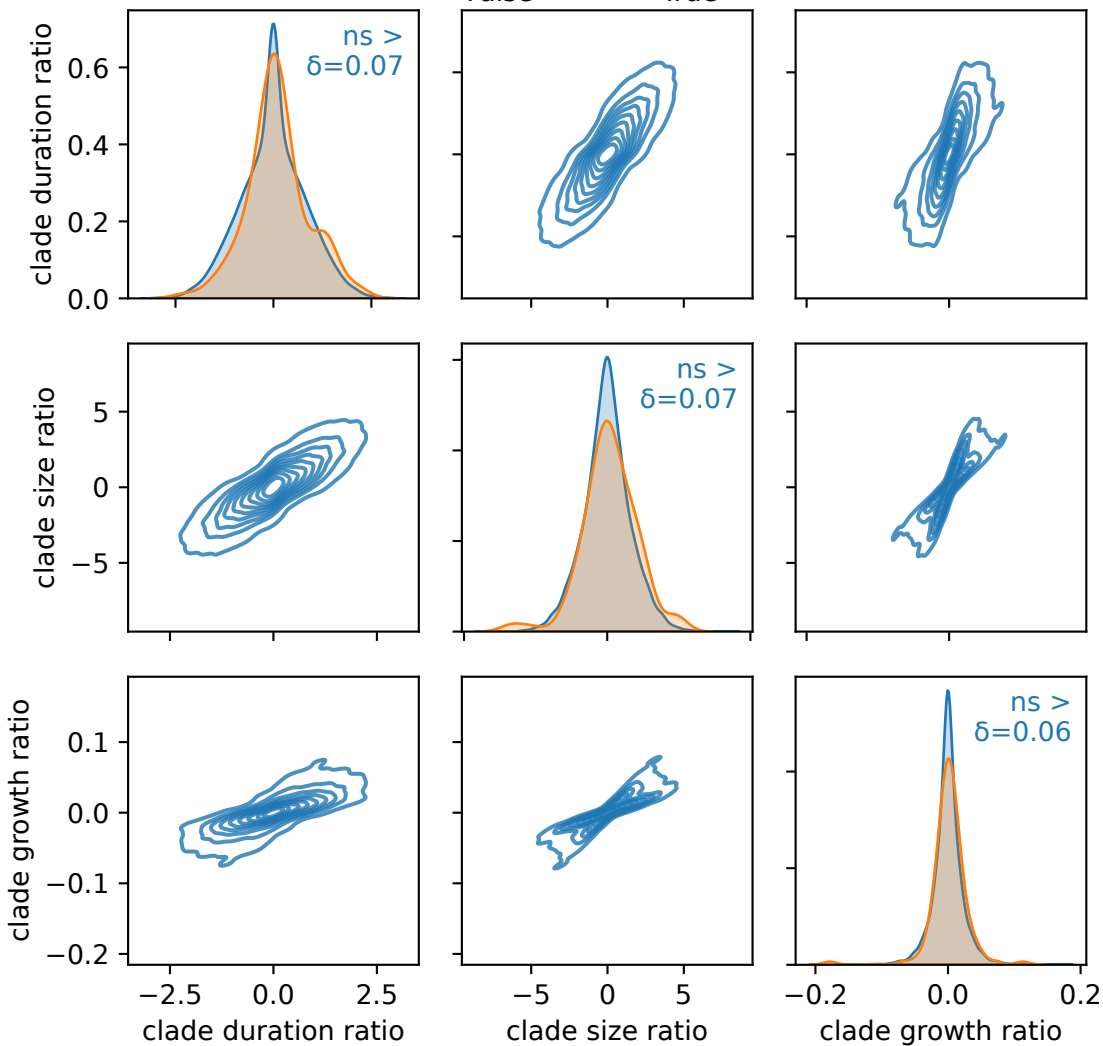 0.6
0.4
0.2
0.0
clade duration ratio
ns >
δ=0.07
5
0
−5
clade size ratio
ns >
δ=0.07
0.1
0.0
−0.1
−0.2
clade growth ratio
ns >
δ=0.06
−2.5 0.0 2.5
−5 0 5
−0.2 0.0 0.2
clade duration ratio
clade size ratio
clade growth ratio